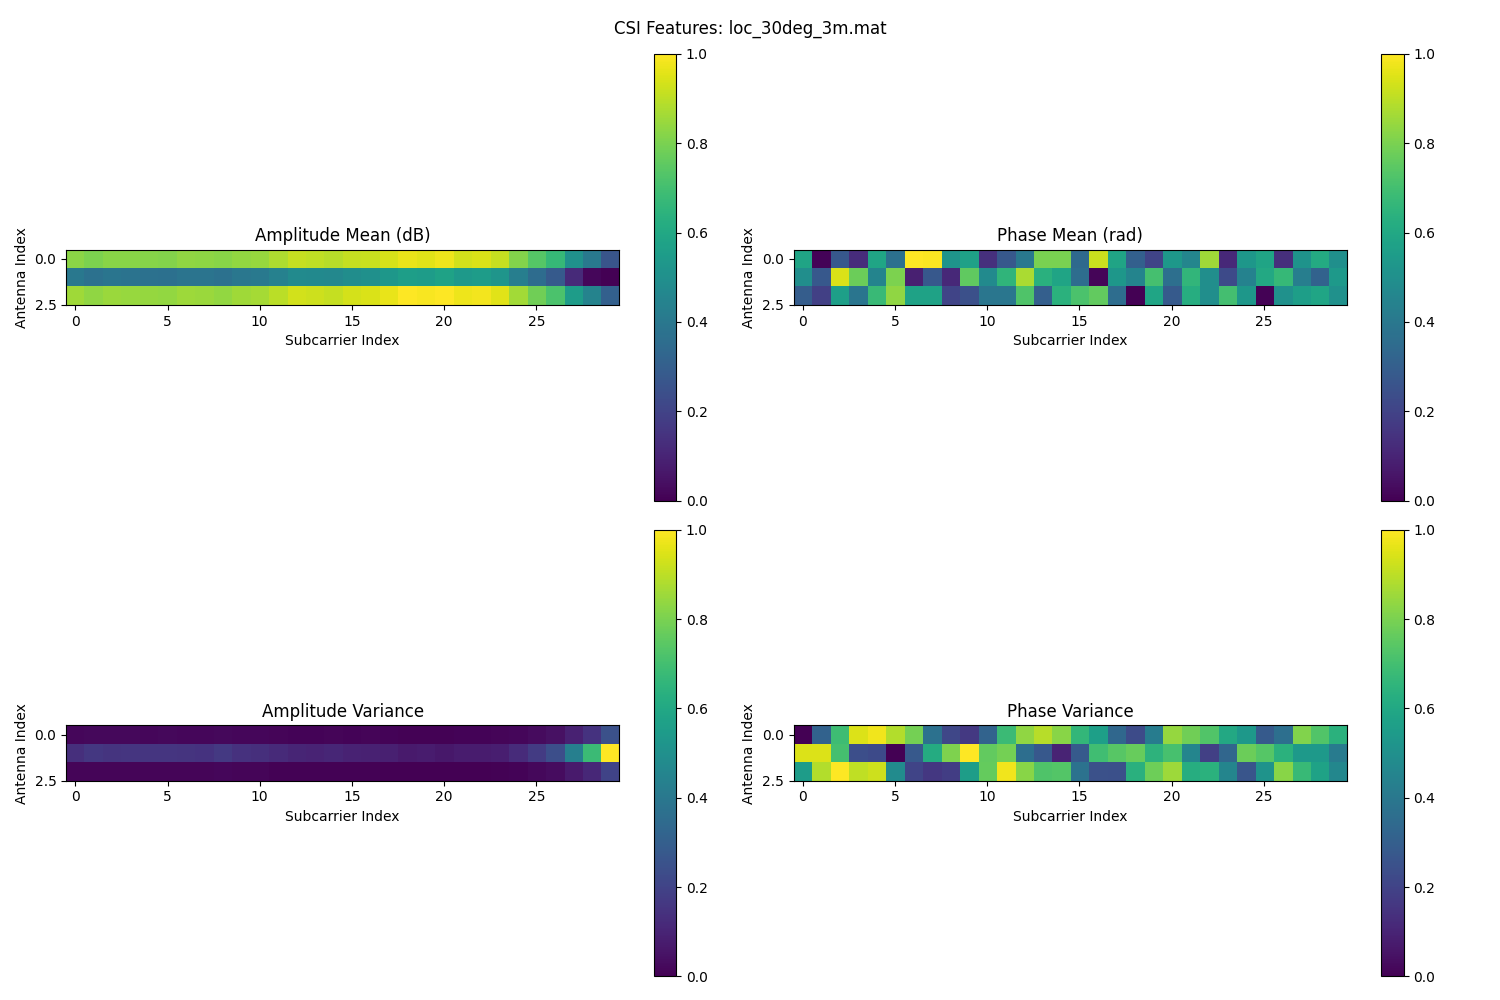 CSI Features: loc_30deg_3m.mat
Amplitude Mean (dB)
Antenna Index
0.0
2.5
0 5 10 15 20 25
Subcarrier Index
1.0
0.8
0.6
0.4
0.2
0.0
Phase Mean (rad)
Antenna Index
0.0
2.5
0 5 10 15 20 25
Subcarrier Index
1.0
0.8
0.6
0.4
0.2
0.0
Amplitude Variance
Antenna Index
0.0
2.5
0 5 10 15 20 25
Subcarrier Index
1.0
0.8
0.6
0.4
0.2
0.0
Phase Variance
Antenna Index
0.0
2.5
0 5 10 15 20 25
Subcarrier Index
1.0
0.8
0.6
0.4
0.2
0.0